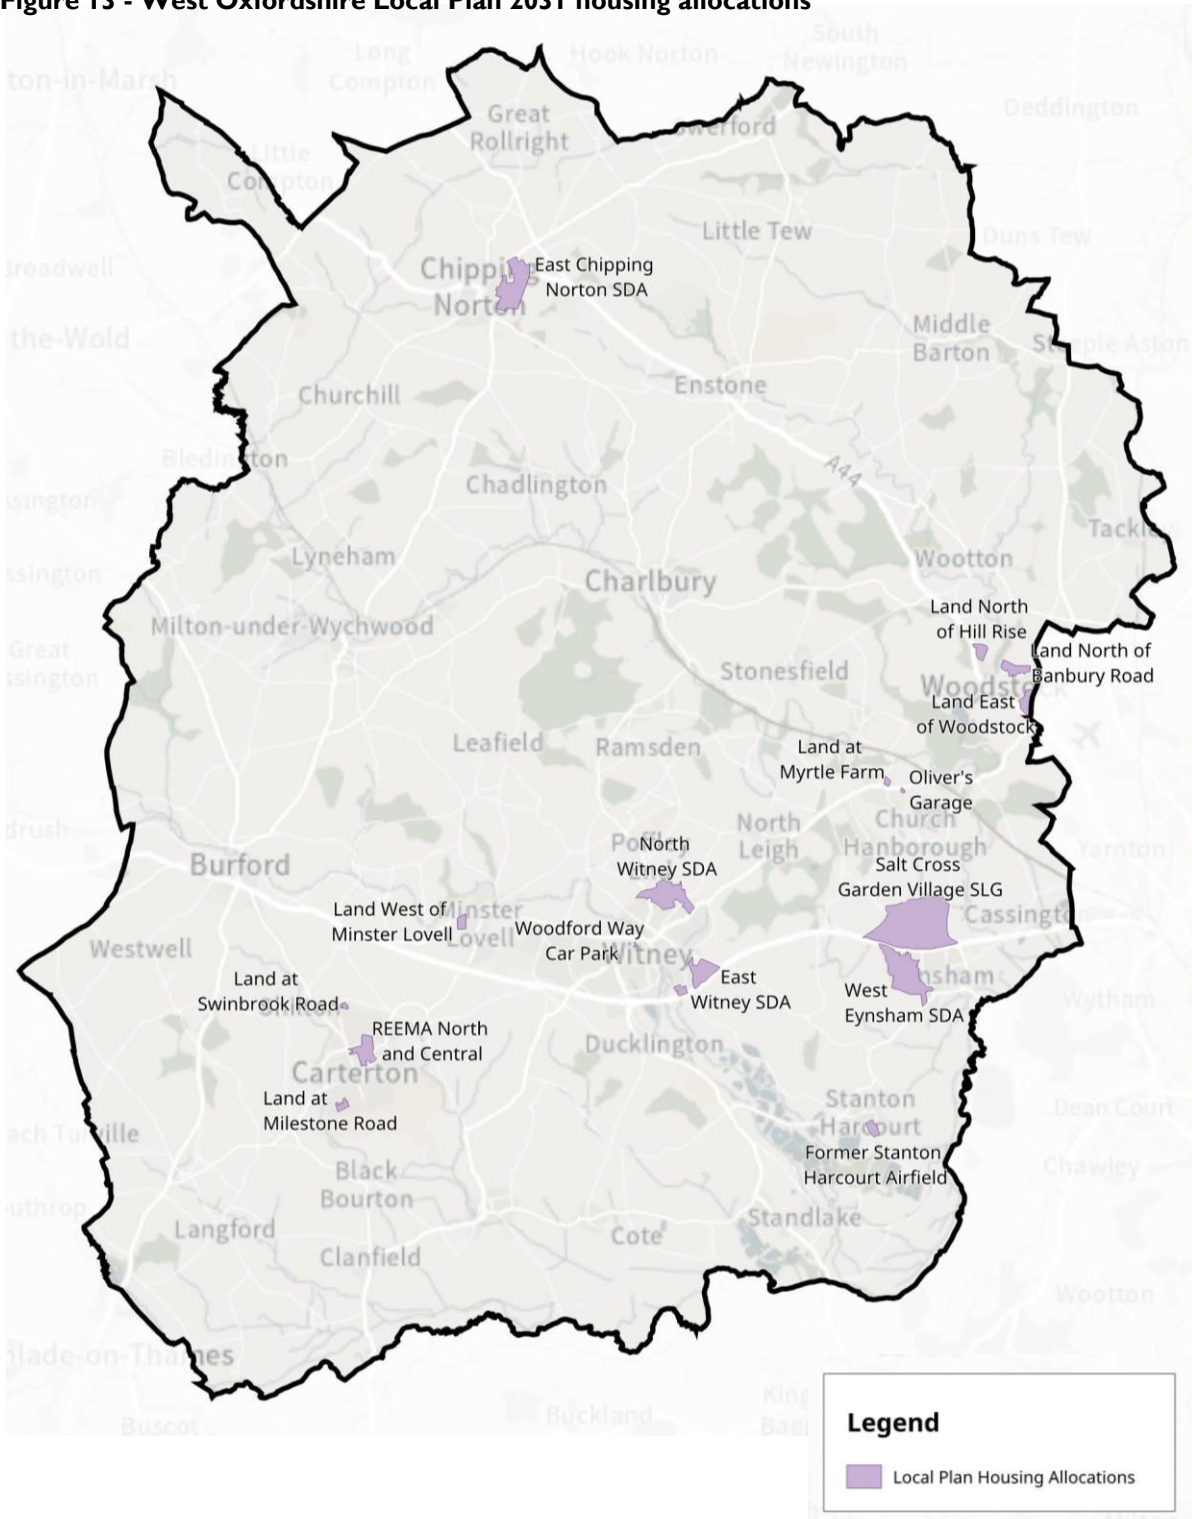 Figure 13 - West Oxfordshire Local Plan 2031 housing allocations
Long
Compton
Hook Norton
South
Newington
ton-in-Marsh
Deddington
Great
Rollright
Swerford
Little
Compton
Little Tew
Duns Tew
Broadwell
Chipping
Norton
East Chipping
Norton SDA
the-Wold
Middle
Barton
Steeple Aston
Churchill
Enstone
Bledington
A44
Chadlington
Tackley
Lyneham
Wootton
Charlbury
Land North
of Hill Rise
Milton-under-Wychwood
Great
ssington
Land North of
Banbury Road
Stonesfield
Woodstock
Land East
of Woodstock
Leafield
Ramsden
Land at
Myrtle Farm
Oliver's
Garage
drush
North
Leigh
Church
Hanborough
Yarnton
North
Witney SDA
Burford
Salt Cross
Garden Village SLG
Land West of
Minster Lovell
Minster
Lovell
Woodford Way
Car Park
Witney
Cassington
Westwell
East
Witney SDA
West
Eynsham SDA
nsham
Land at
Swinbrook Road
Wytham
REEMA North
and Central
Ducklington
Carterton
Land at
Milestone Road
Stanton
Harcourt
Dean Court
Former Stanton
Harcourt Airfield
Chawley
Black
Bourton
Langford
Standlake
Cote
Clanfield
Wootton
Buscot
Buckland
Legend
Local Plan Housing Allocations